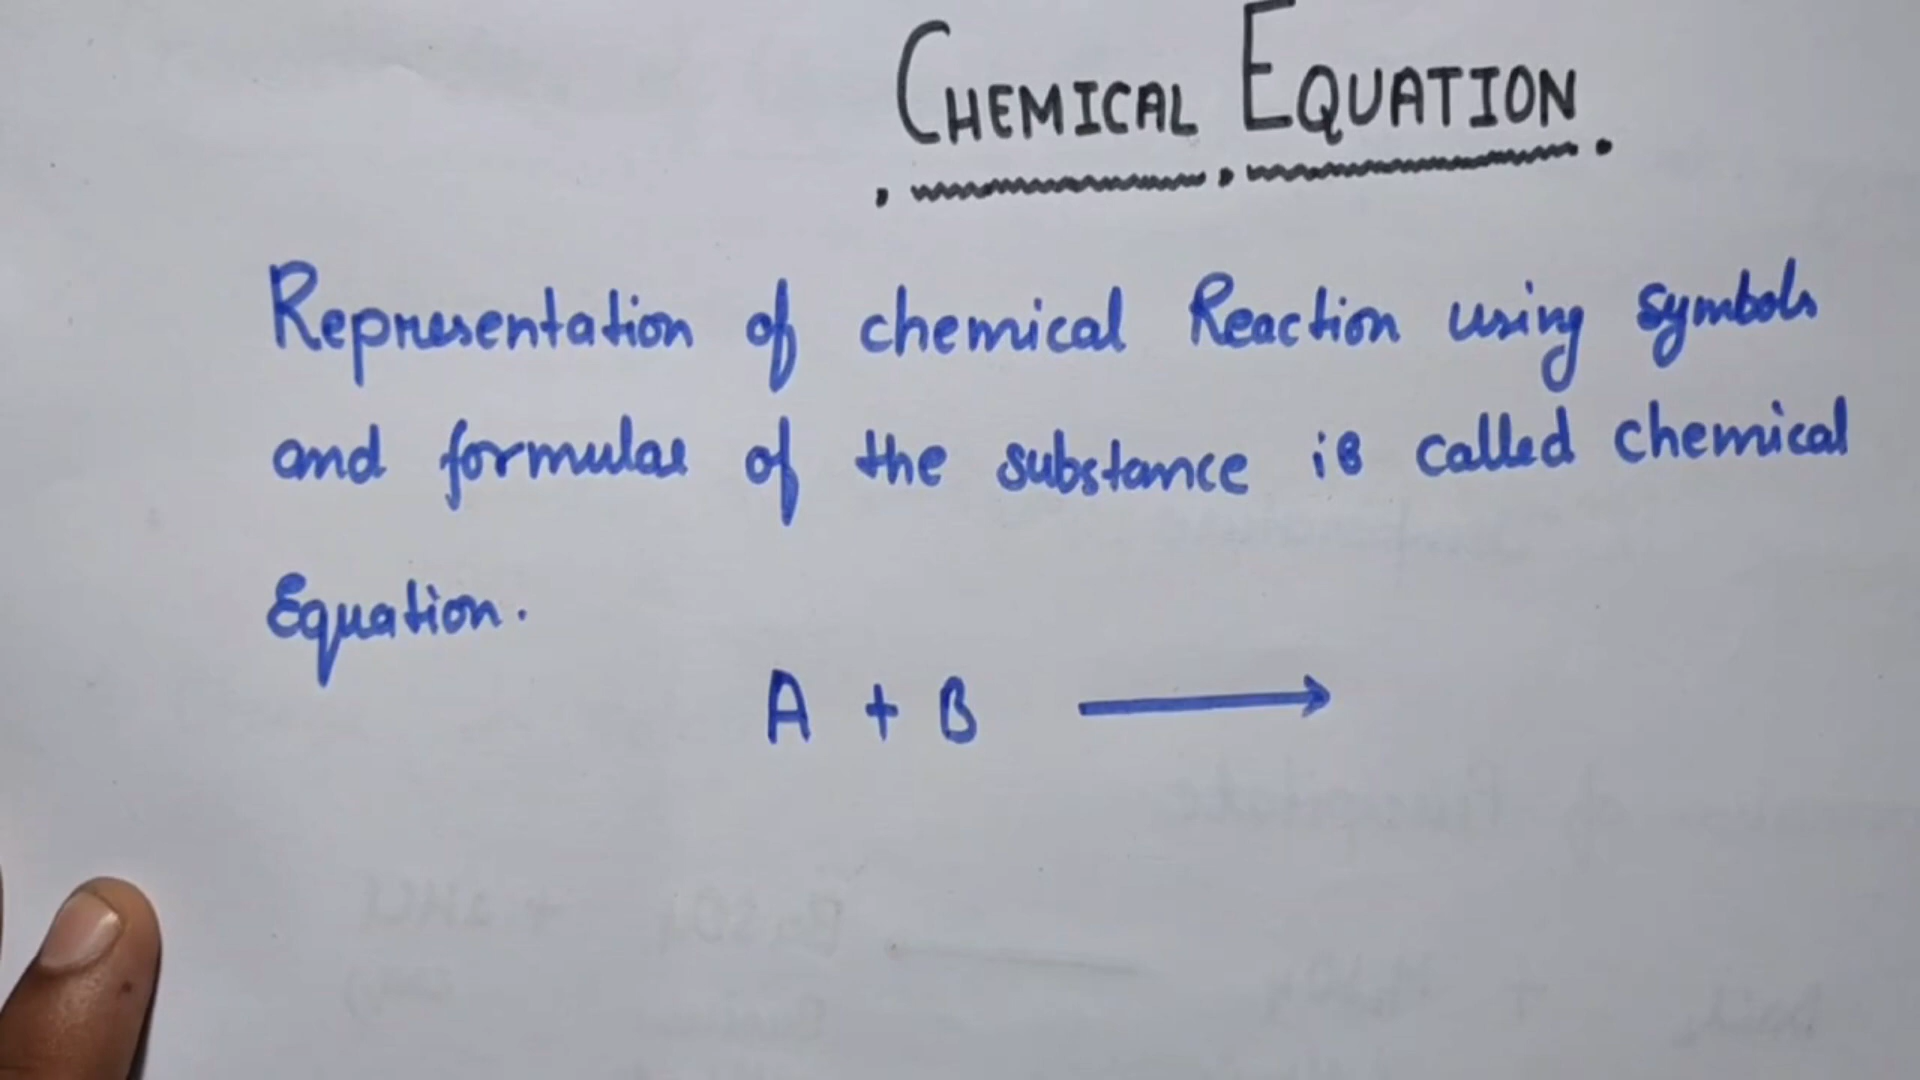 CHEMICAL EQUATION
Representation of chemical Reaction using symbols
and formulae of the substance is called chemical
Equation.
A + B →